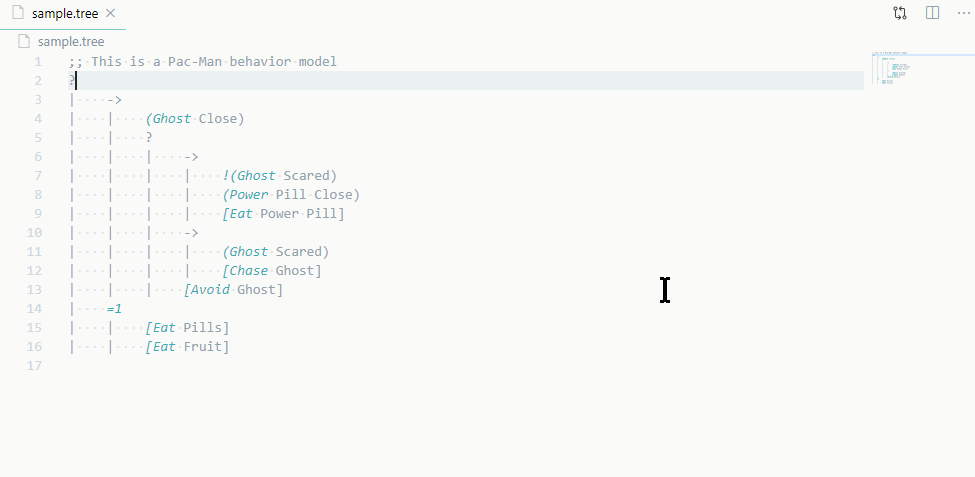 sample.tree
sample.tree
1 ;; This is a Pac-Man behavior model
2 ?
3 | ->
4 | | (Ghost Close)
5 | | ?
6 | | | ->
7 | | | | !(Ghost Scared)
8 | | | | (Power Pill Close)
9 | | | | [Eat Power Pill]
10 | | | ->
11 | | | | (Ghost Scared)
12 | | | | [Chase Ghost]
13 | | | [Avoid Ghost]
14 | =1
15 | | [Eat Pills]
16 | | [Eat Fruit]
17